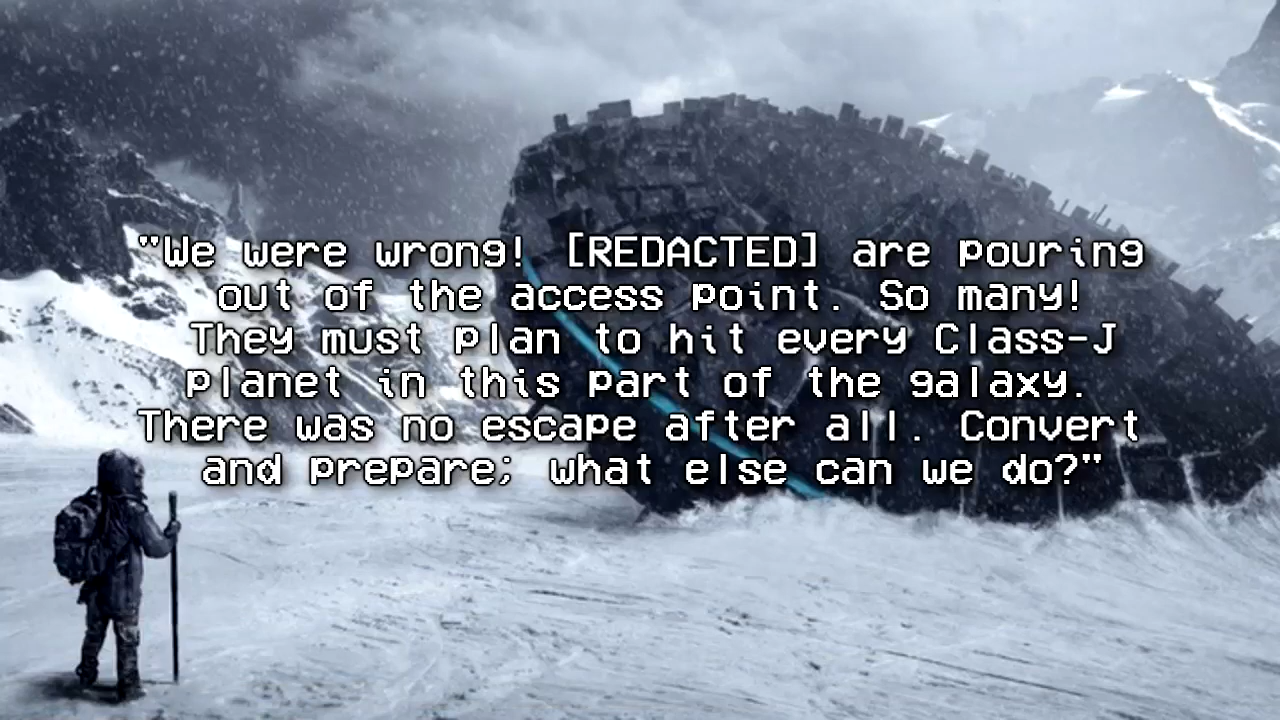 "We were wrong! [REDACTED] are pouring
out of the access point. So many!
They must plan to hit every Class-J
planet in this part of the galaxy.
There was no escape after all. Convert
and prepare; what else can we do?"